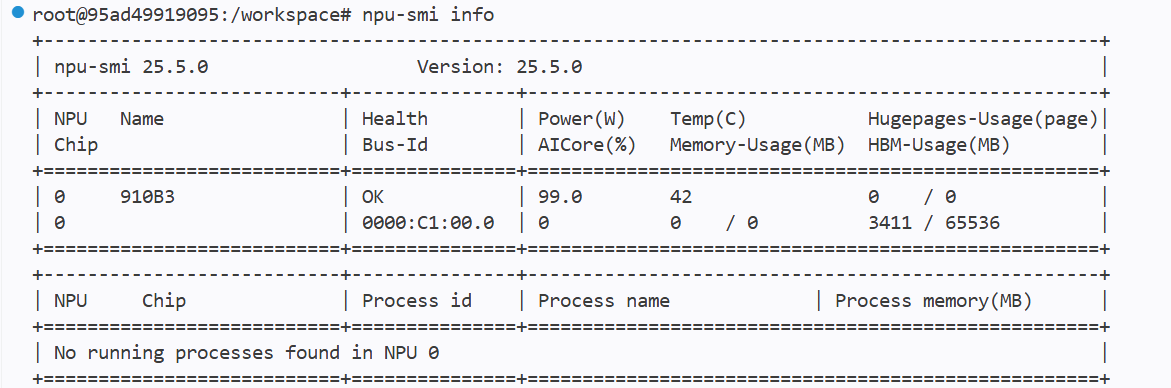 root@95ad49919095:/workspace# npu-smi info
+------------------------------------------------------------------------------------------------+
| npu-smi 25.5.0                   Version: 25.5.0                                               |
+---------------------------+---------------+----------------------------------------------------+
| NPU   Name                | Health        | Power(W)    Temp(C)           Hugepages-Usage(page)|
| Chip                      | Bus-Id        | AICore(%)   Memory-Usage(MB)  HBM-Usage(MB)        |
+===========================+===============+====================================================+
| 0     910B3               | OK            | 99.0        42                0    / 0             |
| 0                         | 0000:C1:00.0  | 0           0    / 0          3411 / 65536         |
+===========================+===============+====================================================+
+---------------------------+---------------+----------------------------------------------------+
| NPU     Chip              | Process id    | Process name             | Process memory(MB)      |
+===========================+===============+====================================================+
| No running processes found in NPU 0                                                            |
+===========================+===============+====================================================+